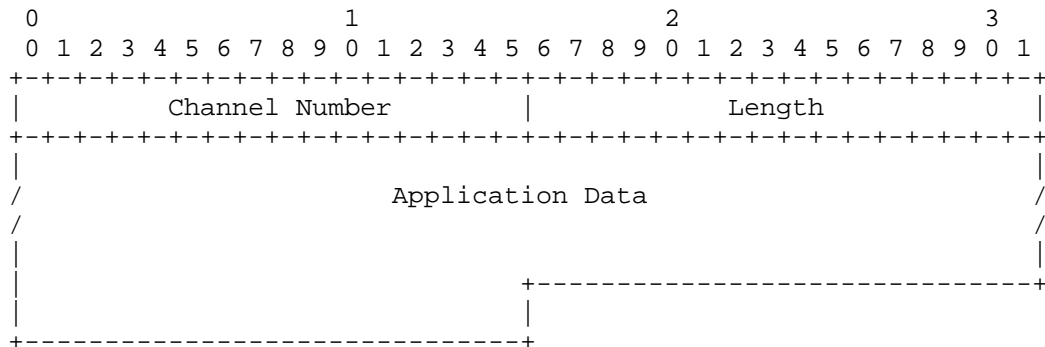 0                   1                   2                   3
 0 1 2 3 4 5 6 7 8 9 0 1 2 3 4 5 6 7 8 9 0 1 2 3 4 5 6 7 8 9 0 1
+-+-+-+-+-+-+-+-+-+-+-+-+-+-+-+-+-+-+-+-+-+-+-+-+-+-+-+-+-+-+-+-+
|         Channel Number        |            Length             |
+-+-+-+-+-+-+-+-+-+-+-+-+-+-+-+-+-+-+-+-+-+-+-+-+-+-+-+-+-+-+-+-+
|                                                               |
/                       Application Data                        /
/                                                               /
|                                                               |
|                               +-------------------------------+
|                               |
+-------------------------------+